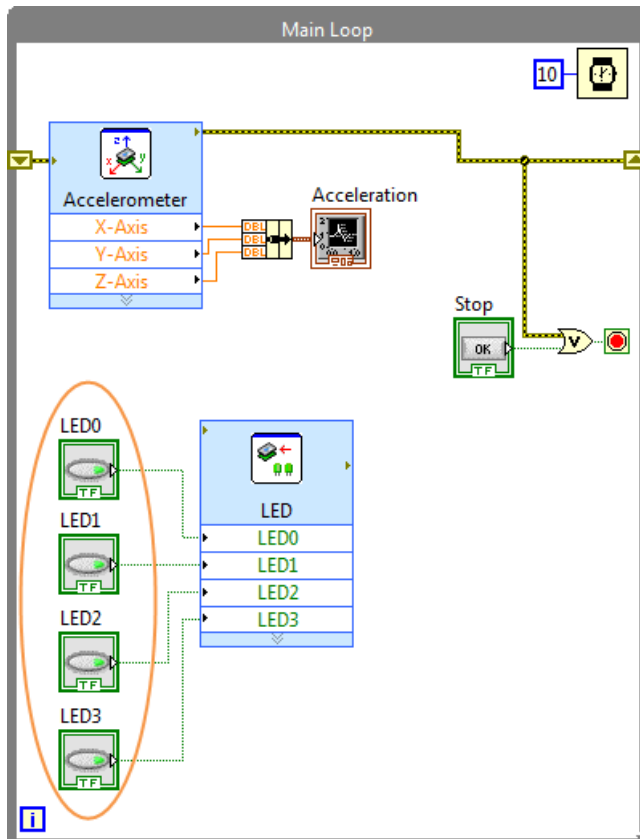 Main Loop
10
z
x
y
Accelerometer
X-Axis
Y-Axis
Z-Axis
DBL
DBL
DBL
Acceleration
Stop
OK
TF
V
LED0
TF
LED1
TF
LED2
TF
LED3
TF
LED
LED0
LED1
LED2
LED3
i